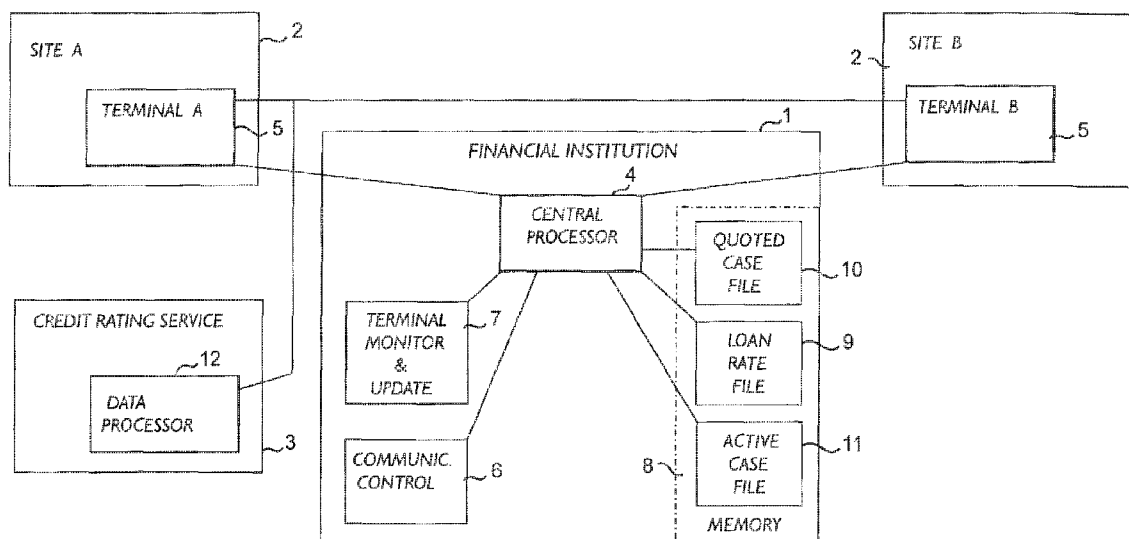 SITE A
2
TERMINAL A
5
SITE B
2
TERMINAL B
5
1
FINANCIAL INSTITUTION
4
CENTRAL
PROCESSOR
QUOTED
CASE
FILE
10
7
TERMINAL
MONITOR
&
UPDATE
LOAN
RATE
FILE
9
CREDIT RATING SERVICE
12
DATA
PROCESSOR
3
COMMUNIC.
CONTROL
6
8
ACTIVE
CASE
FILE
11
MEMORY